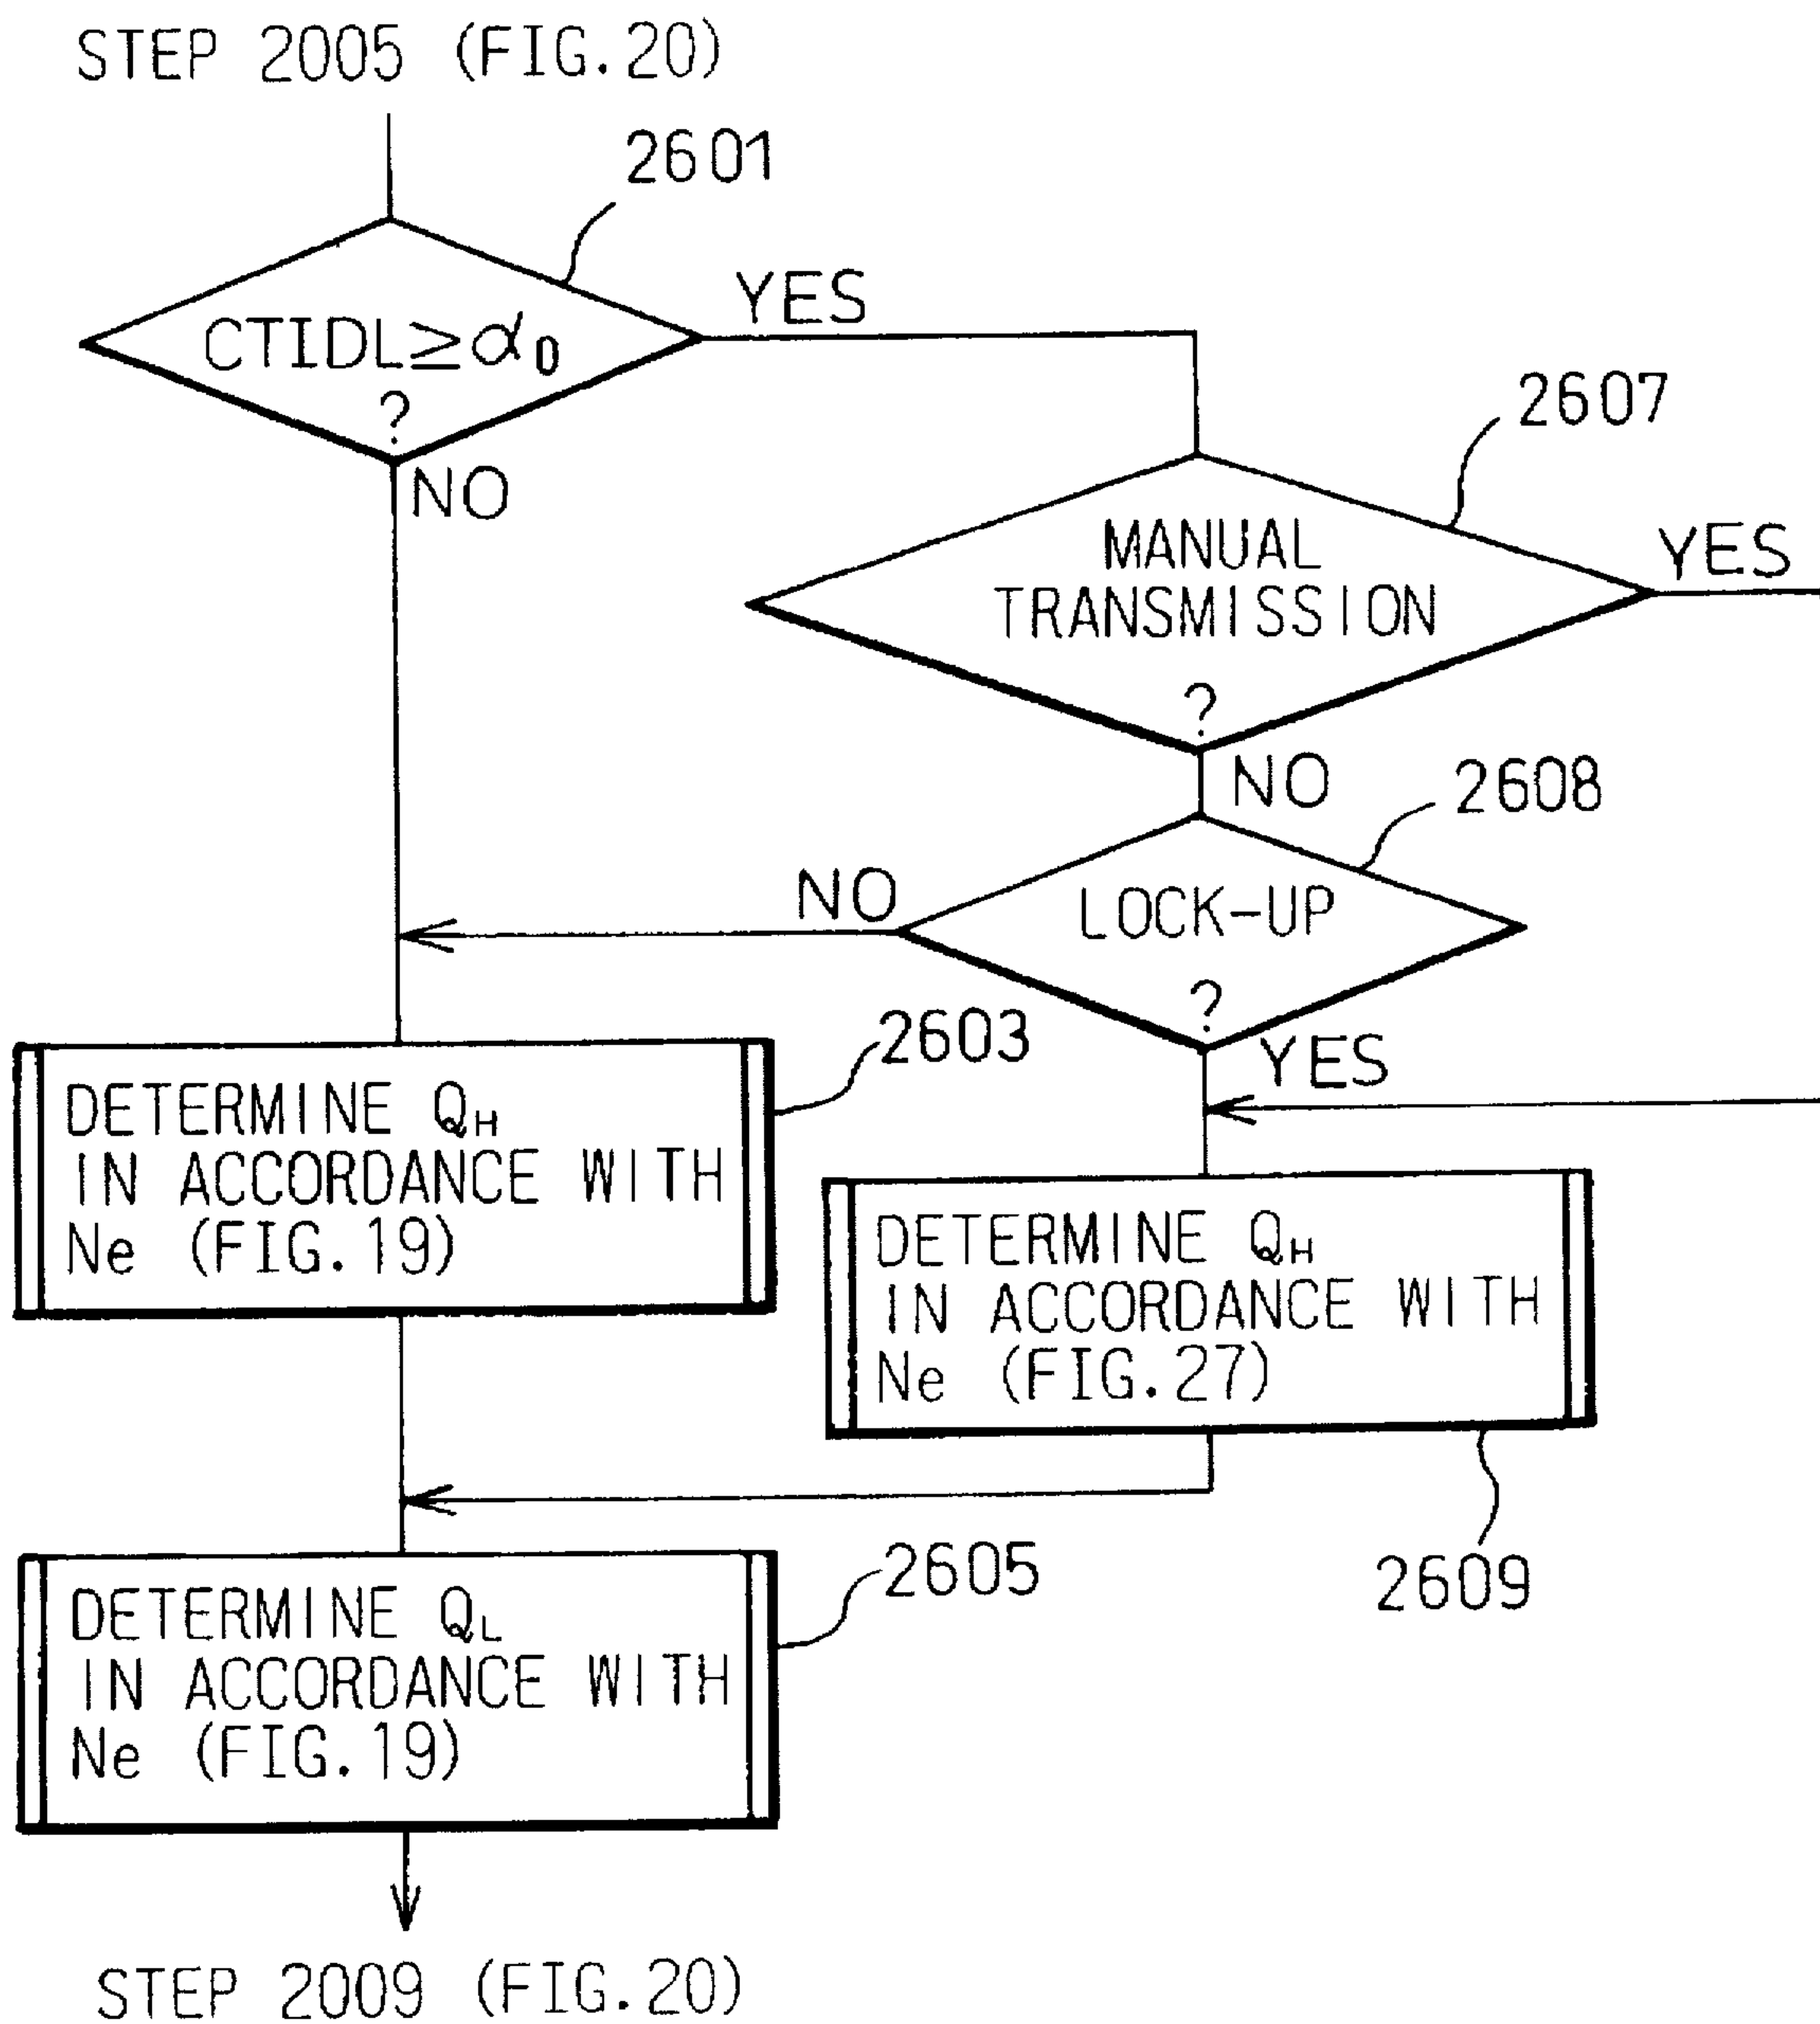 STEP 2005 (FIG.20)
2601
CTIDL≥α0
?
YES
NO
2607
MANUAL
TRANSMISSION
?
YES
NO
2608
LOCK-UP
?
NO
YES
2603
DETERMINE QH
IN ACCORDANCE WITH
Ne (FIG.19)
DETERMINE QH
IN ACCORDANCE WITH
Ne (FIG.27)
2609
2605
DETERMINE QL
IN ACCORDANCE WITH
Ne (FIG.19)
STEP 2009 (FIG.20)